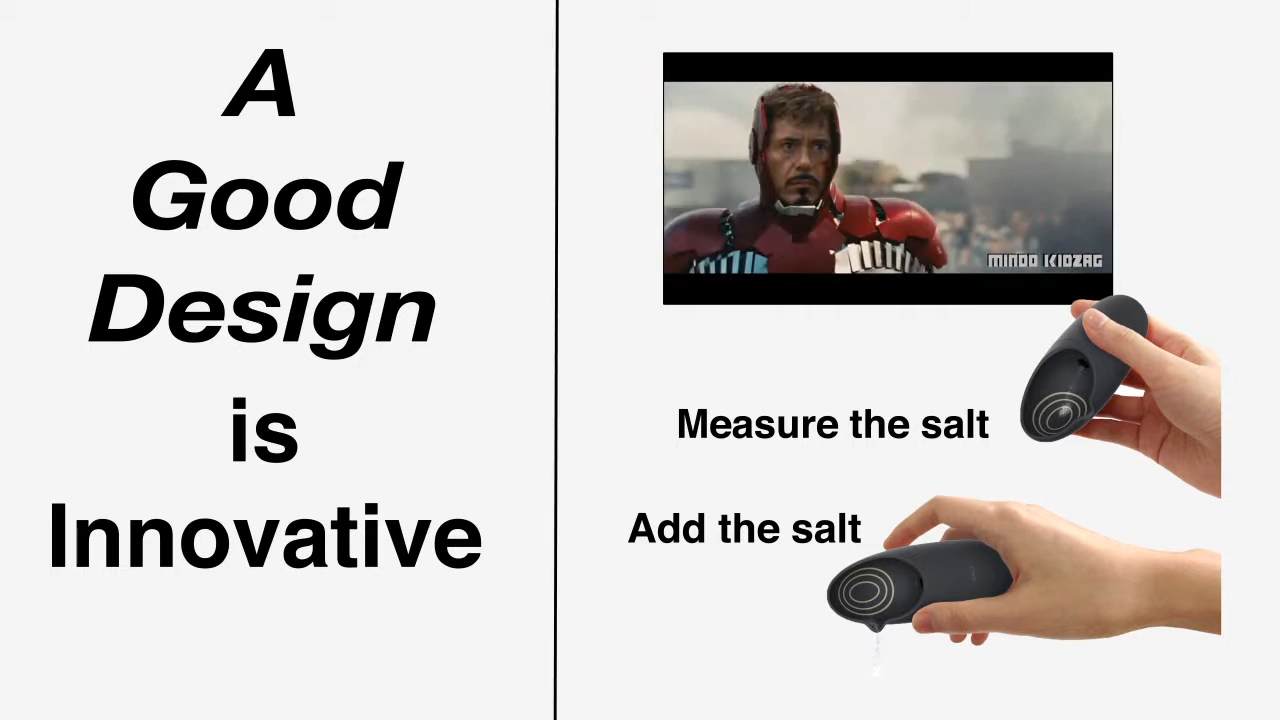 A
Good
Design
is
Innovative
MINDO KIDZAG
Measure the salt
Add the salt